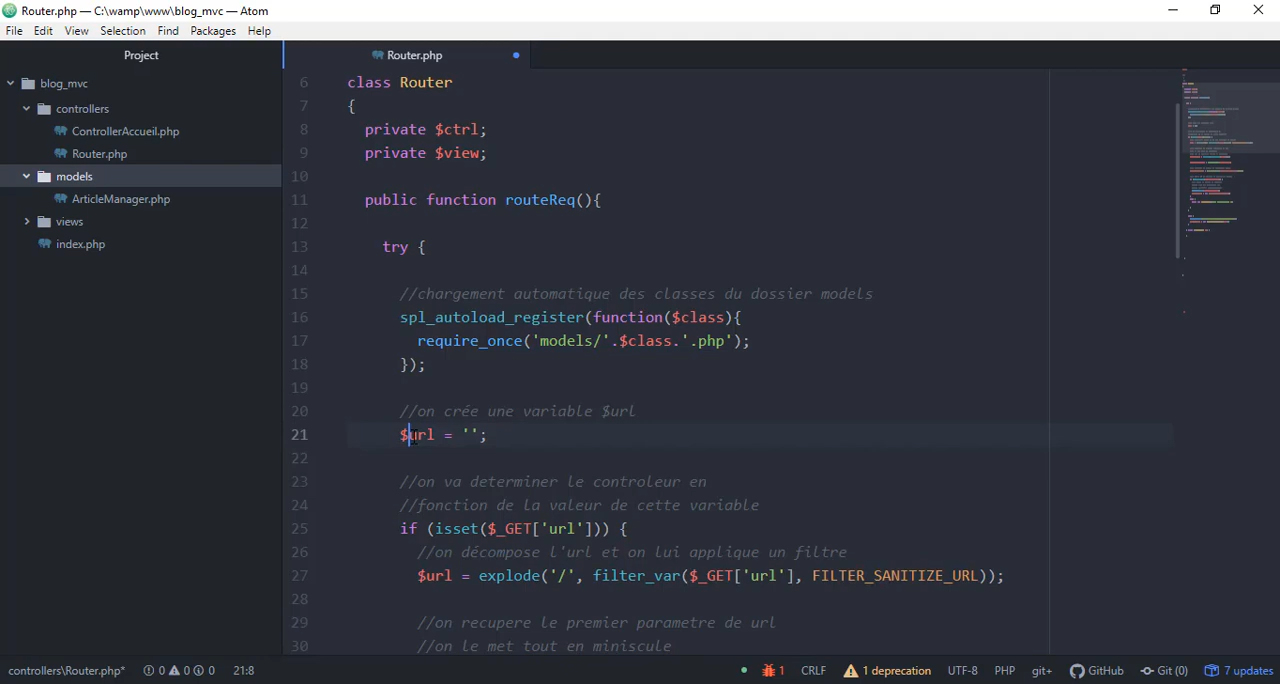 Router.php — C:\wamp\www\blog_mvc — Atom
File Edit View Selection Find Packages Help
Project
Router.php
blog_mvc
controllers
ControllerAccueil.php
Router.php
models
ArticleManager.php
views
index.php
6 class Router
7 {
8 private $ctrl;
9 private $view;
10
11 public function routeReq(){
12
13 try {
14
15 //chargement automatique des classes du dossier models
16 spl_autoload_register(function($class){
17 require_once('models/'.$class.'.php');
18 });
19
20 //on crée une variable $url
21 $url = '';
22
23 //on va determiner le controleur en
24 //fonction de la valeur de cette variable
25 if (isset($_GET['url'])) {
26 //on décompose l'url et on lui applique un filtre
27 $url = explode('/', filter_var($_GET['url'], FILTER_SANITIZE_URL));
28
29 //on recupere le premier parametre de url
30 //on le met tout en miniscule
controllers\Router.php* 0 0 0 21:8 1 CRLF 1 deprecation UTF-8 PHP git+ GitHub Git (0) 7 updates